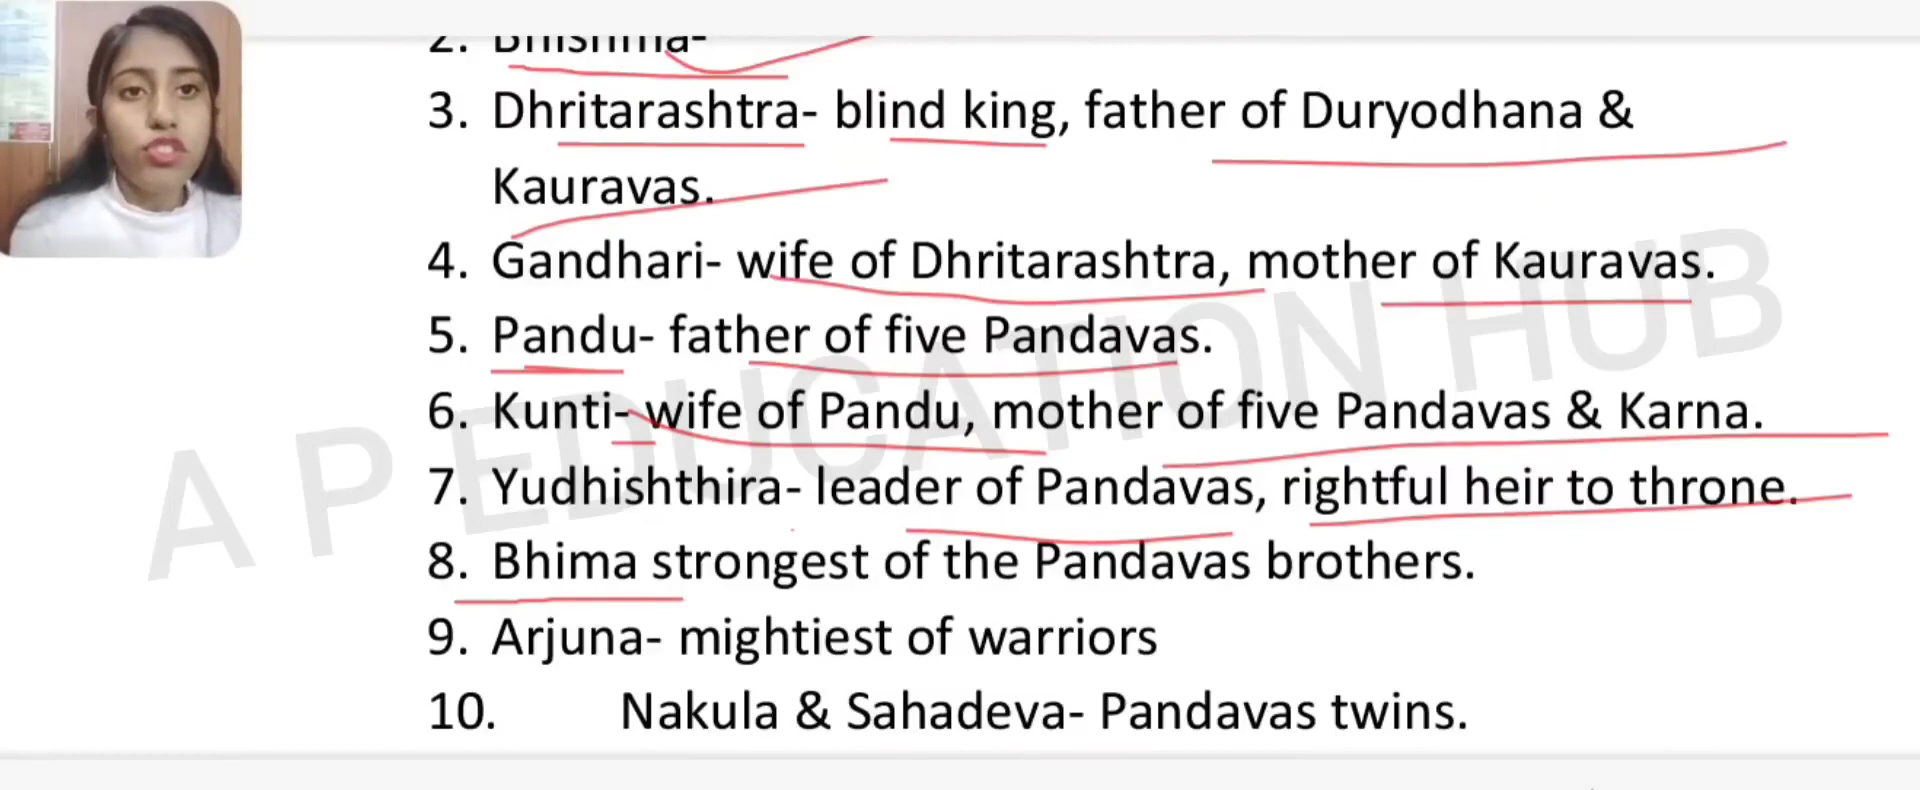 2. Bhishma-
3. Dhritarashtra- blind king, father of Duryodhana &
Kauravas.
4. Gandhari- wife of Dhritarashtra, mother of Kauravas.
5. Pandu- father of five Pandavas.
6. Kunti- wife of Pandu, mother of five Pandavas & Karna.
7. Yudhishthira- leader of Pandavas, rightful heir to throne.
8. Bhima strongest of the Pandavas brothers.
9. Arjuna- mightiest of warriors
10. Nakula & Sahadeva- Pandavas twins.
A P EDUCATION HUB